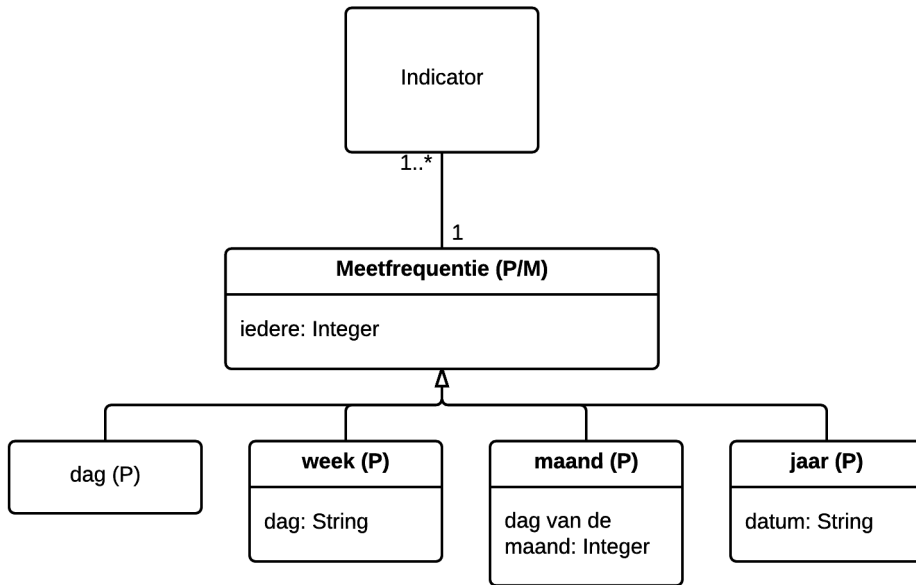 Indicator
1..*
1
Meetfrequentie (P/M)
iedere: Integer
dag (P)
week (P)
dag: String
maand (P)
dag van de
maand: Integer
jaar (P)
datum: String